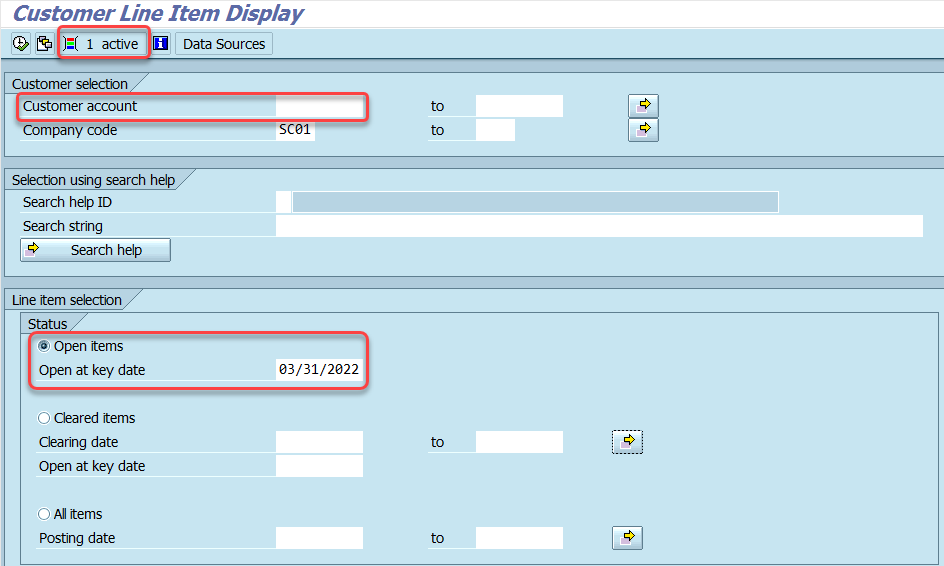 Customer Line Item Display
1 active Data Sources
Customer selection
Customer account to
Company code SC01 to
Selection using search help
Search help ID
Search string
Search help
Line item selection
Status
Open items
Open at key date 03/31/2022
Cleared items
Clearing date to
Open at key date
All items
Posting date to